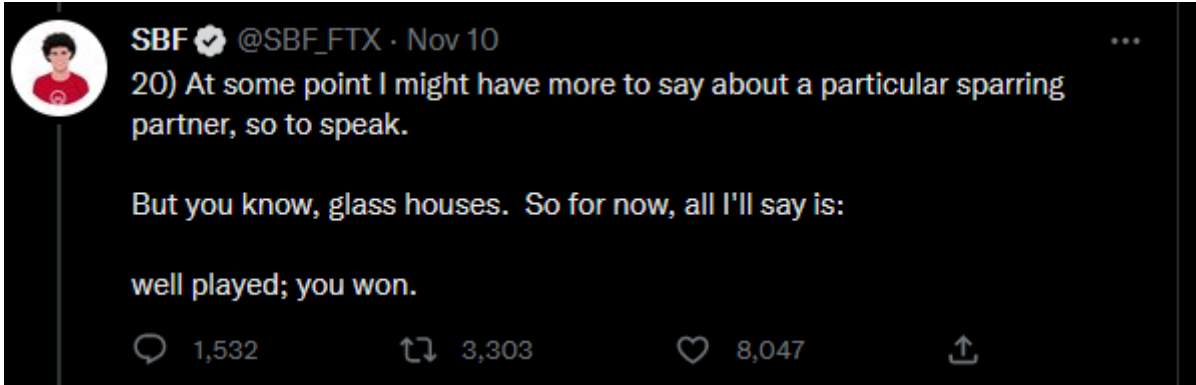 SBF @SBF_FTX · Nov 10
20) At some point I might have more to say about a particular sparring
partner, so to speak.
But you know, glass houses.  So for now, all I'll say is:
well played; you won.
1,532 3,303 8,047